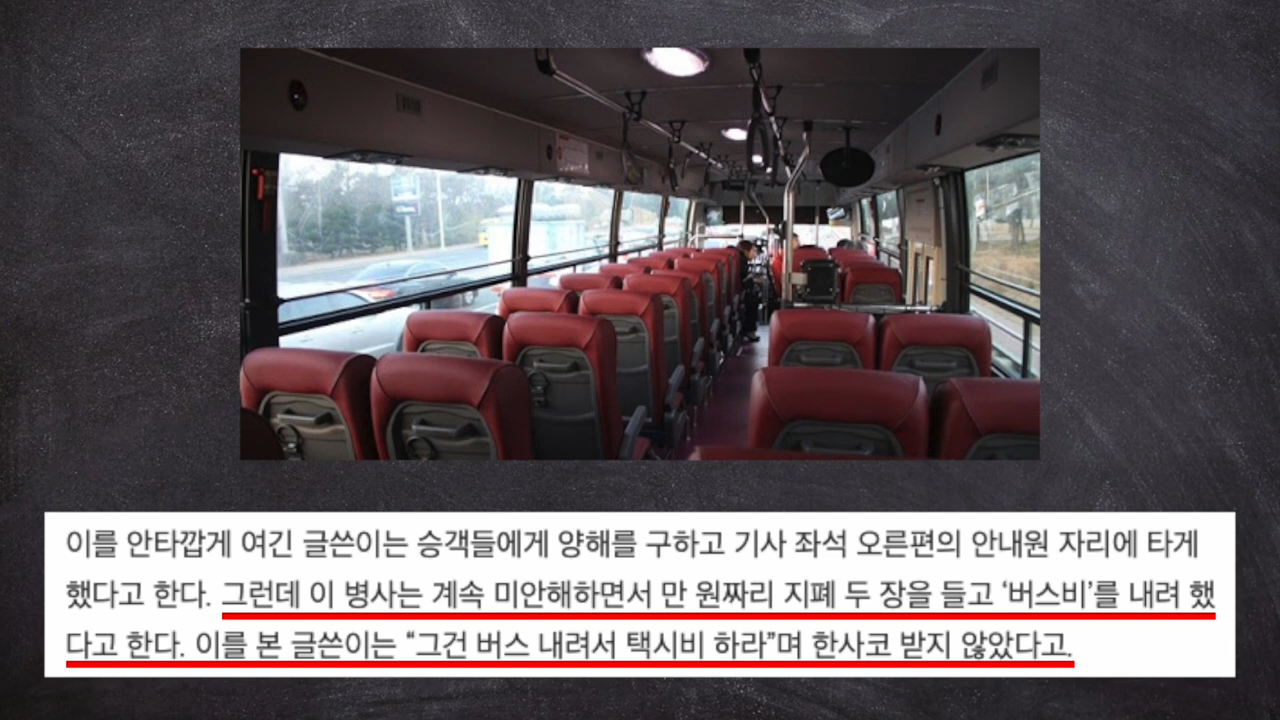 이를 안타깝게 여긴 글쓴이는 승객들에게 양해를 구하고 기사 좌석 오른편의 안내원 자리에 타게
했다고 한다. 그런데 이 병사는 계속 미안해하면서 만 원짜리 지폐 두 장을 들고 ‘버스비’를 내려 했
다고 한다. 이를 본 글쓴이는 “그건 버스 내려서 택시비 하라”며 한사코 받지 않았다고.